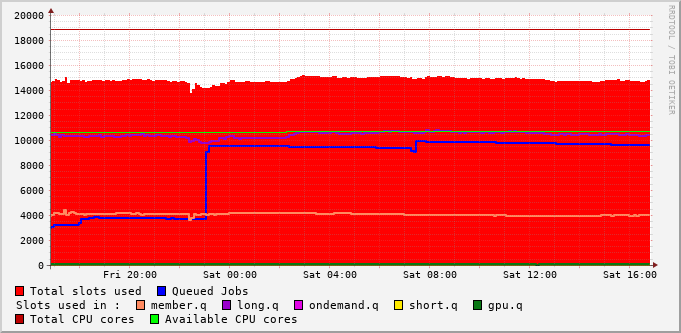 20000
18000
16000
14000
12000
10000
8000
6000
4000
2000
0
Fri 20:00 Sat 00:00 Sat 04:00 Sat 08:00 Sat 12:00 Sat 16:00
Total slots used Queued Jobs
Slots used in : member.q long.q ondemand.q short.q gpu.q
Total CPU cores Available CPU cores
RRDTOOL / TOBI OETIKER